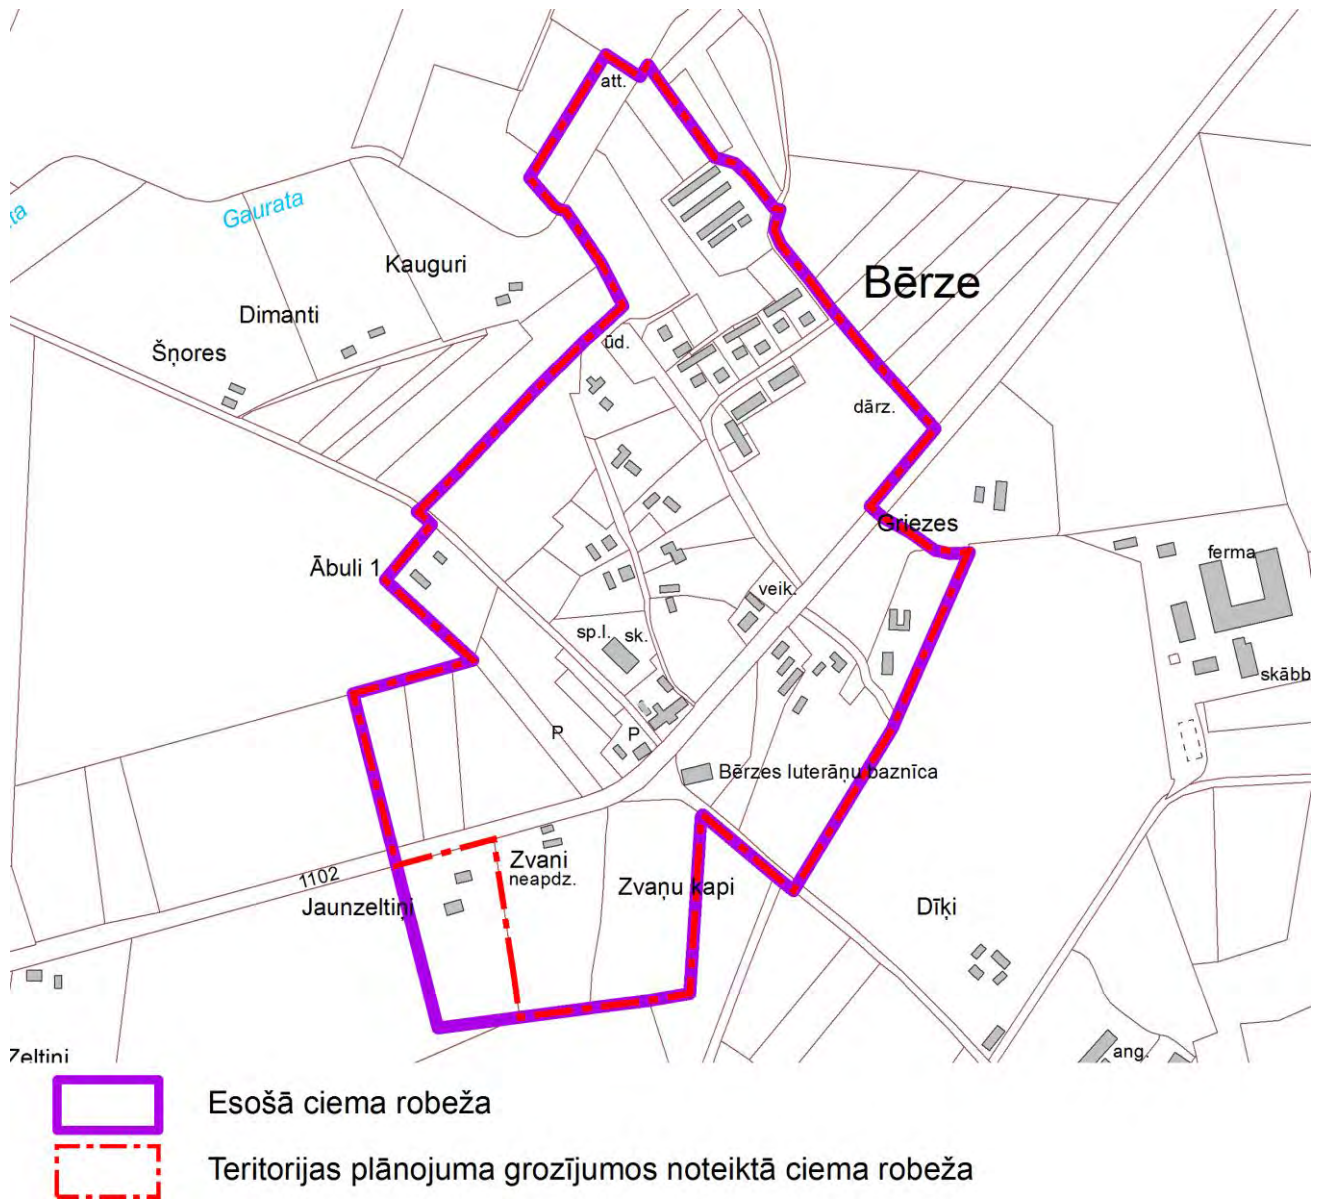 att.
ta
Gaurata
Kauguri
Bērze
Dimanti
Šņores
ūd.
dārz.
Griezes
ferma
Ābuli 1
veik.
sp.l.
sk.
skābb
P
P
Bērzes luterāņu baznīca
Zvani
neapdz.
1102
Zvaņu kapi
Jaunzeltiņi
Dīķi
Zeltiņi
ang.
Esošā ciema robeža
Teritorijas plānojuma grozījumos noteiktā ciema robeža